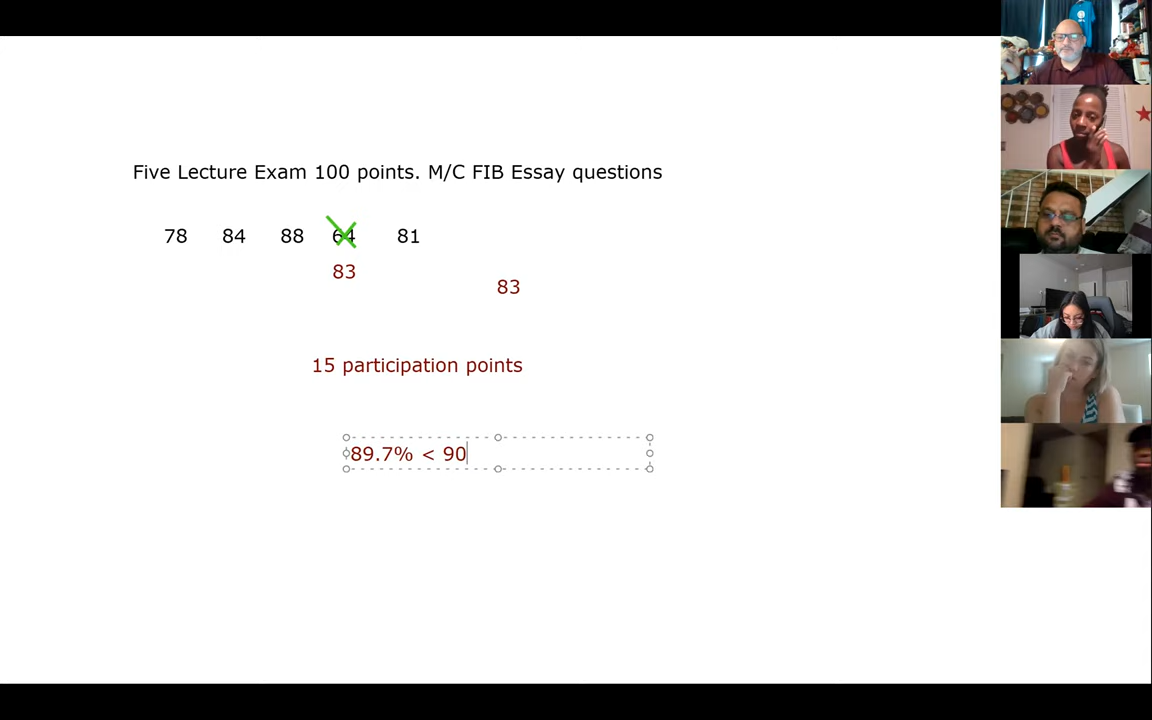 Five Lecture Exam 100 points. M/C FIB Essay questions
78 84 88 64 81
83
83
15 participation points
89.7% < 90